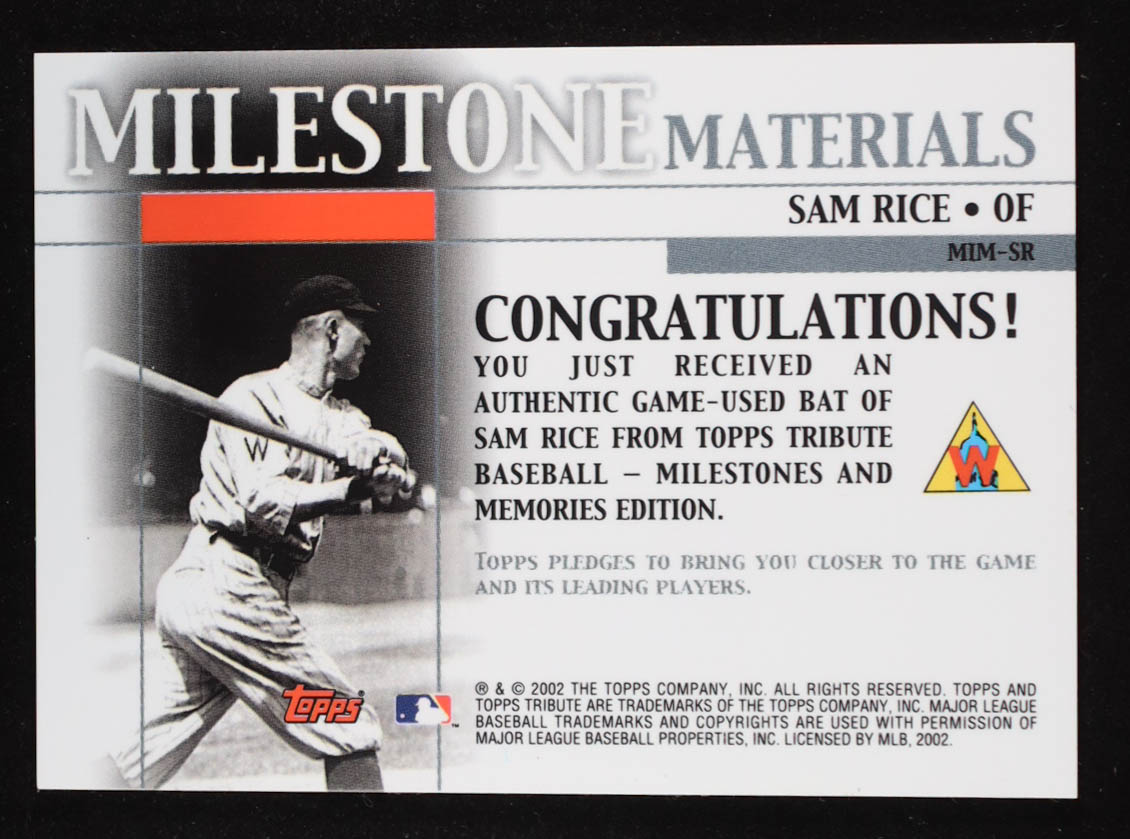 MILESTONE MATERIALS
SAM RICE • OF
MIM-SR
CONGRATULATIONS!
YOU JUST RECEIVED AN
AUTHENTIC GAME-USED BAT OF
SAM RICE FROM TOPPS TRIBUTE
BASEBALL – MILESTONES AND
MEMORIES EDITION.
W
W
TOPPS PLEDGES TO BRING YOU CLOSER TO THE GAME
AND ITS LEADING PLAYERS.
TOPPS®
® & © 2002 THE TOPPS COMPANY, INC. ALL RIGHTS RESERVED. TOPPS AND
TOPPS TRIBUTE ARE TRADEMARKS OF THE TOPPS COMPANY, INC. MAJOR LEAGUE
BASEBALL TRADEMARKS AND COPYRIGHTS ARE USED WITH PERMISSION OF
MAJOR LEAGUE BASEBALL PROPERTIES, INC. LICENSED BY MLB, 2002.